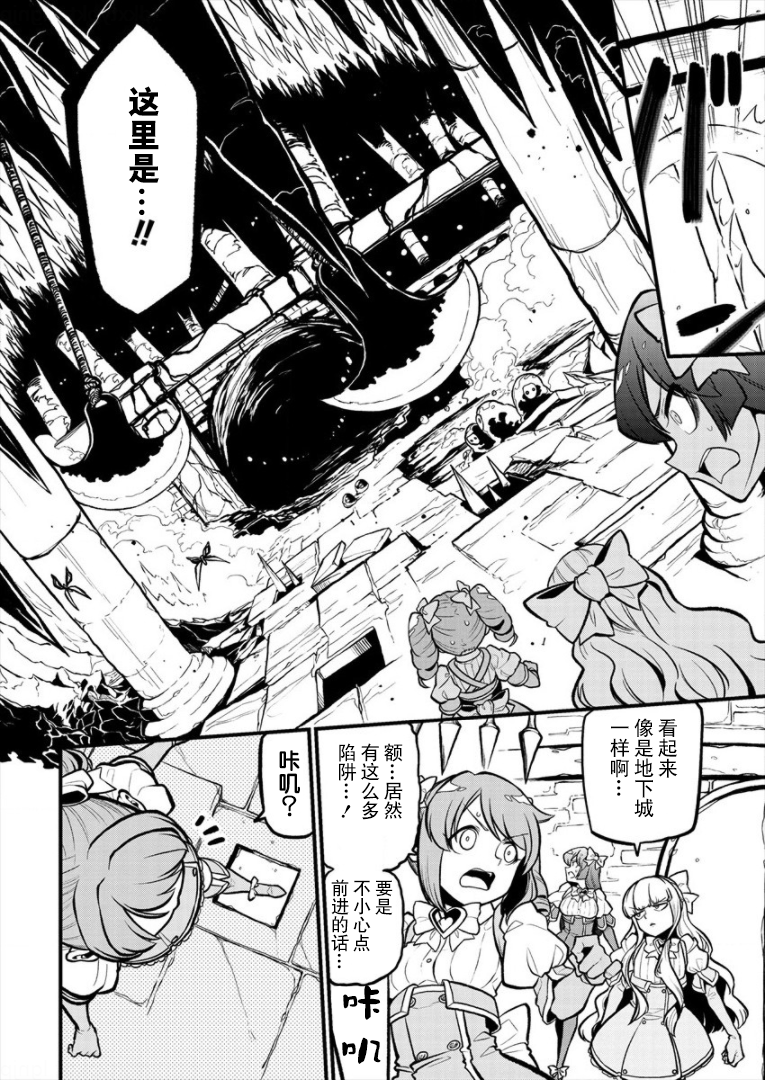 这里是…!!
看起来
像是地下城
一样啊…
额…居然
有这么多
陷阱…!
要是
不小心点
前进的话…
咔叽
咔叽?